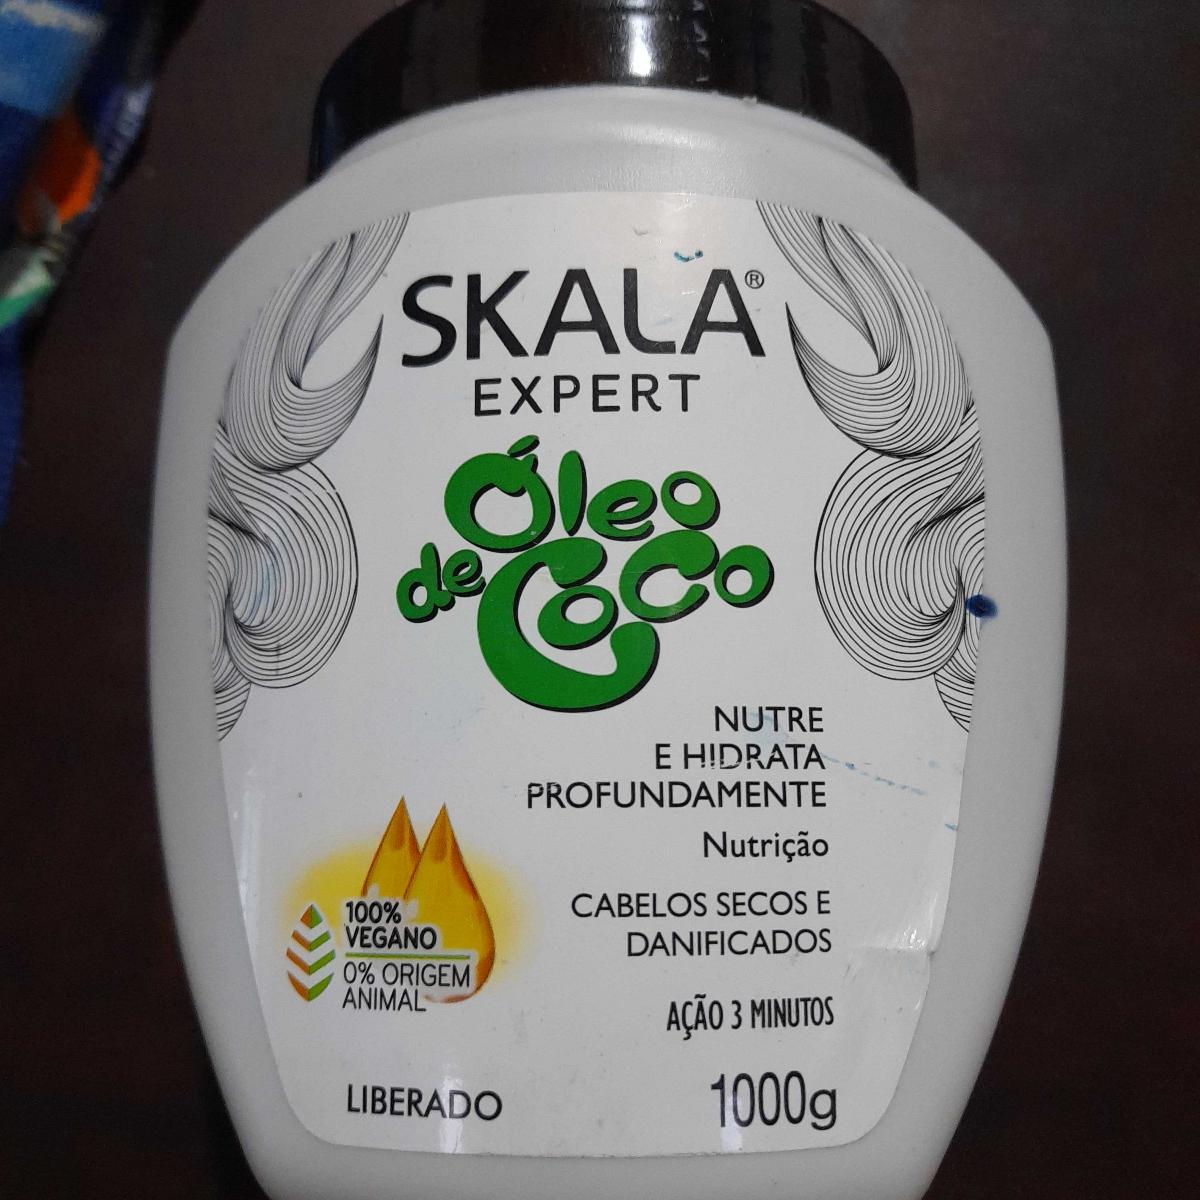 SKALA®
EXPERT
Óleo
de Coco
NUTRE
E HIDRATA
PROFUNDAMENTE
Nutrição
CABELOS SECOS E
DANIFICADOS
100%
VEGANO
0% ORIGEM
ANIMAL
AÇÃO 3 MINUTOS
LIBERADO
1000g